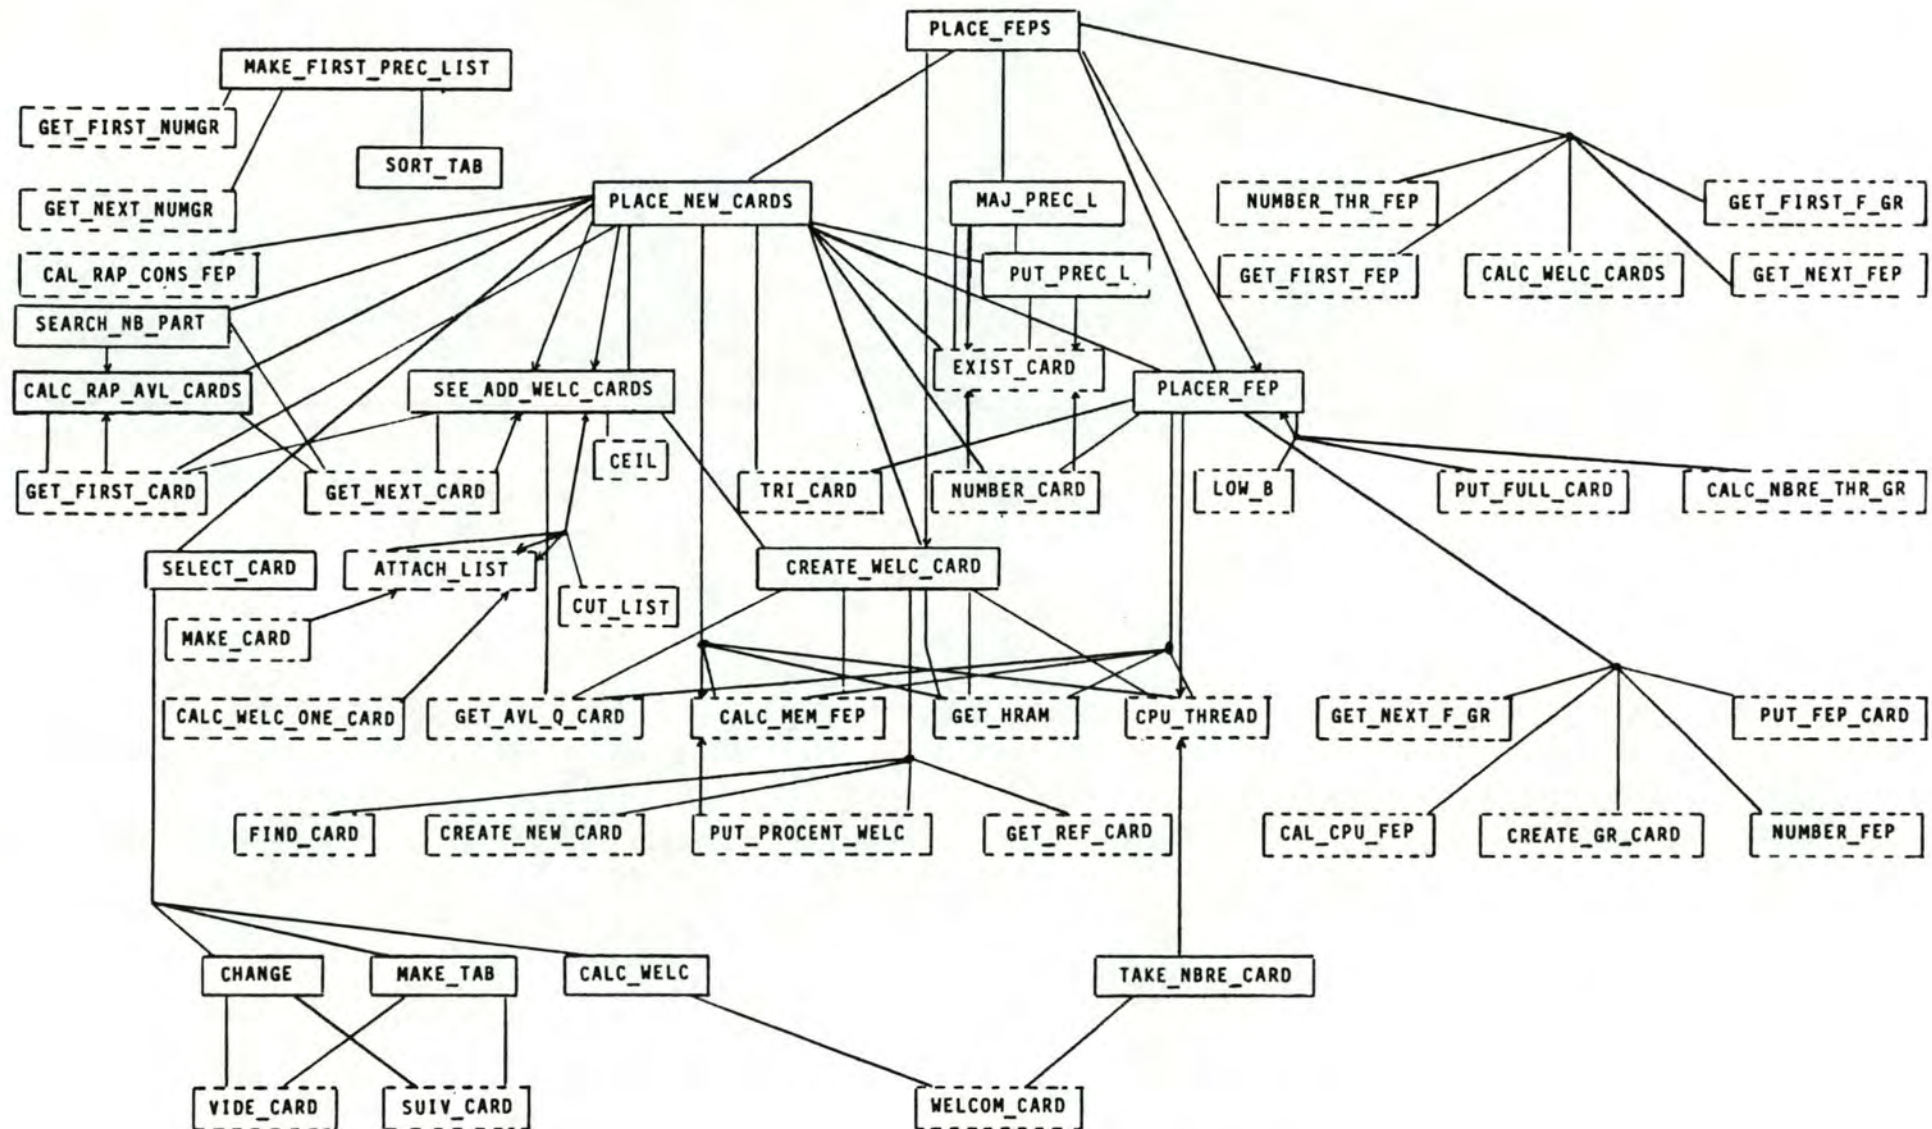 PLACE_FEPS
MAKE_FIRST_PREC_LIST
GET_FIRST_NUMGR
SORT_TAB
GET_NEXT_NUMGR
PLACE_NEW_CARDS
MAJ_PREC_L
NUMBER_THR_FEP
GET_FIRST_F_GR
CAL_RAP_CONS_FEP
PUT_PREC_L
GET_FIRST_FEP
CALC_WELC_CARDS
GET_NEXT_FEP
SEARCH_NB_PART
EXIST_CARD
CALC_RAP_AVL_CARDS
SEE_ADD_WELC_CARDS
PLACER_FEP
CEIL
GET_FIRST_CARD
GET_NEXT_CARD
TRI_CARD
NUMBER_CARD
LOW_B
PUT_FULL_CARD
CALC_NBRE_THR_GR
SELECT_CARD
ATTACH_LIST
CREATE_WELC_CARD
CUT_LIST
MAKE_CARD
CALC_WELC_ONE_CARD
GET_AVL_Q_CARD
CALC_MEM_FEP
GET_HRAM
CPU_THREAD
GET_NEXT_F_GR
PUT_FEP_CARD
FIND_CARD
CREATE_NEW_CARD
PUT_PROCENT_WELC
GET_REF_CARD
CAL_CPU_FEP
CREATE_GR_CARD
NUMBER_FEP
CHANGE
MAKE_TAB
CALC_WELC
TAKE_NBRE_CARD
VIDE_CARD
SUIV_CARD
WELCOM_CARD